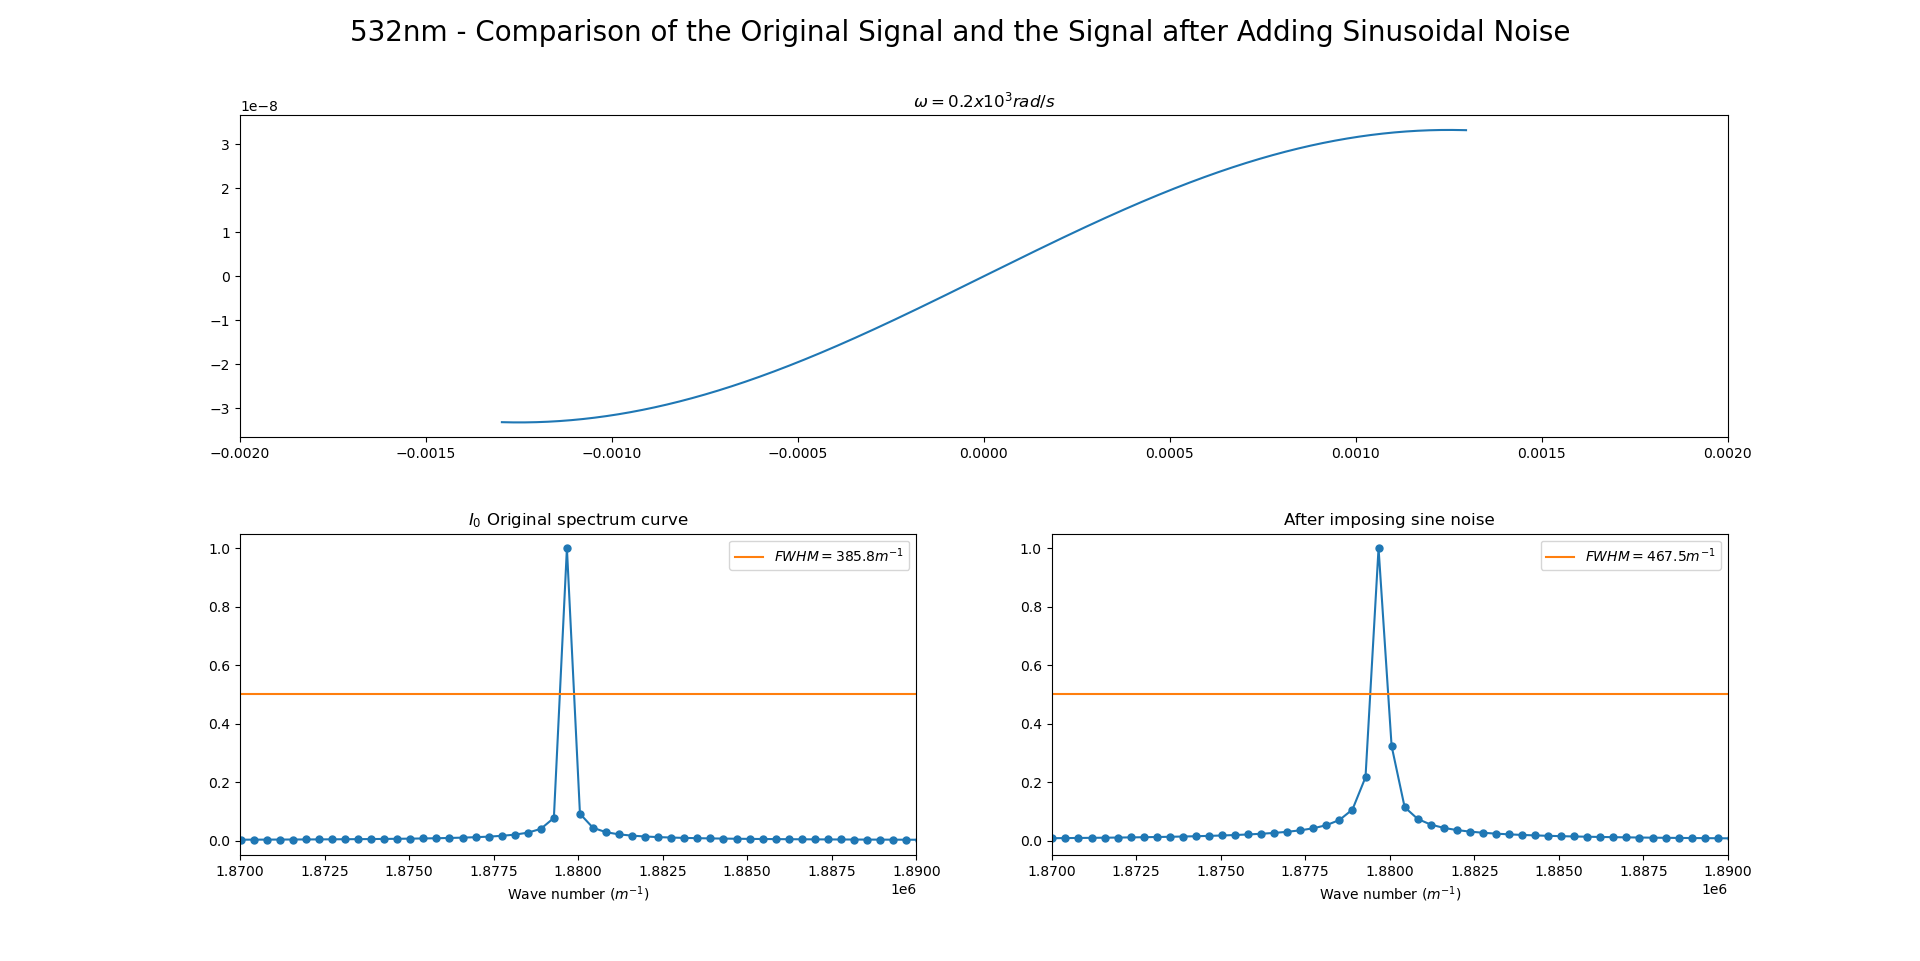 532nm - Comparison of the Original Signal and the Signal after Adding Sinusoidal Noise
ω = 0.2x10³rad/s
1e−8
3
2
1
0
−1
−2
−3
−0.0020 −0.0015 −0.0010 −0.0005 0.0000 0.0005 0.0010 0.0015 0.0020
I₀ Original spectrum curve
FWHM = 385.8m⁻¹
1.0
0.8
0.6
0.4
0.2
0.0
1.8700 1.8725 1.8750 1.8775 1.8800 1.8825 1.8850 1.8875 1.8900
1e6
Wave number (m⁻¹)
After imposing sine noise
FWHM = 467.5m⁻¹
1.0
0.8
0.6
0.4
0.2
0.0
1.8700 1.8725 1.8750 1.8775 1.8800 1.8825 1.8850 1.8875 1.8900
1e6
Wave number (m⁻¹)